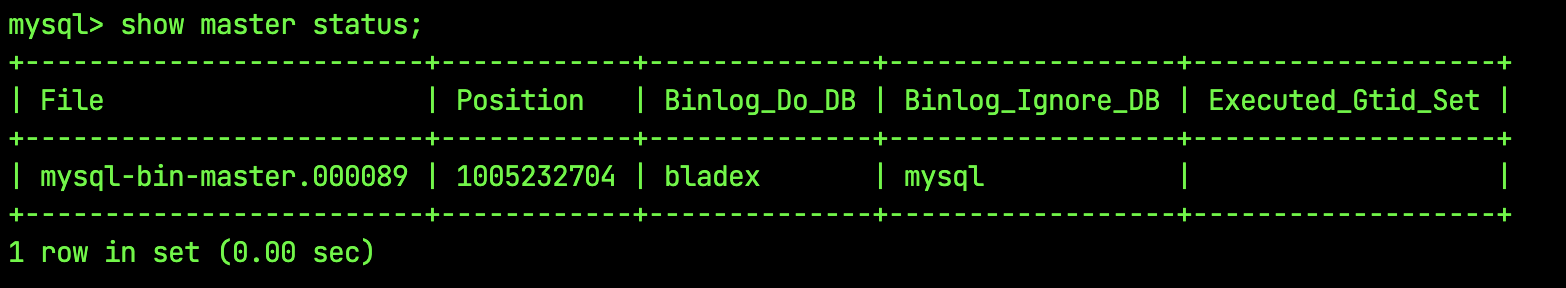 mysql> show master status;
+-------------------------+------------+--------------+------------------+-------------------+
| File                    | Position   | Binlog_Do_DB | Binlog_Ignore_DB | Executed_Gtid_Set |
+-------------------------+------------+--------------+------------------+-------------------+
| mysql-bin-master.000089 | 1005232704 | bladex       | mysql            |                   |
+-------------------------+------------+--------------+------------------+-------------------+
1 row in set (0.00 sec)